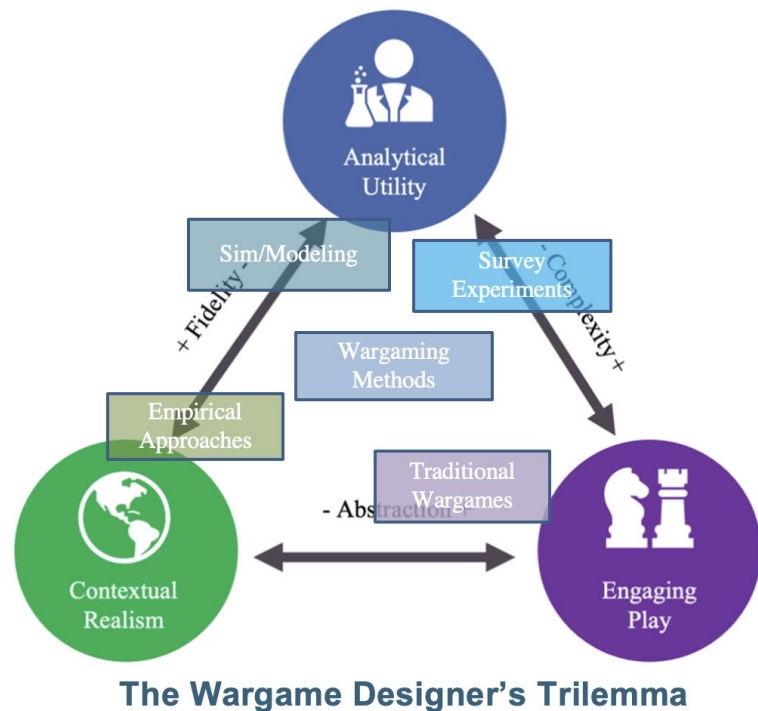 Analytical
Utility
Sim/Modeling
Survey
Experiments
+ Fidelity -
- Complexity +
Wargaming
Methods
Empirical
Approaches
Traditional
Wargames
- Abstraction +
Contextual
Realism
Engaging
Play
The Wargame Designer's Trilemma